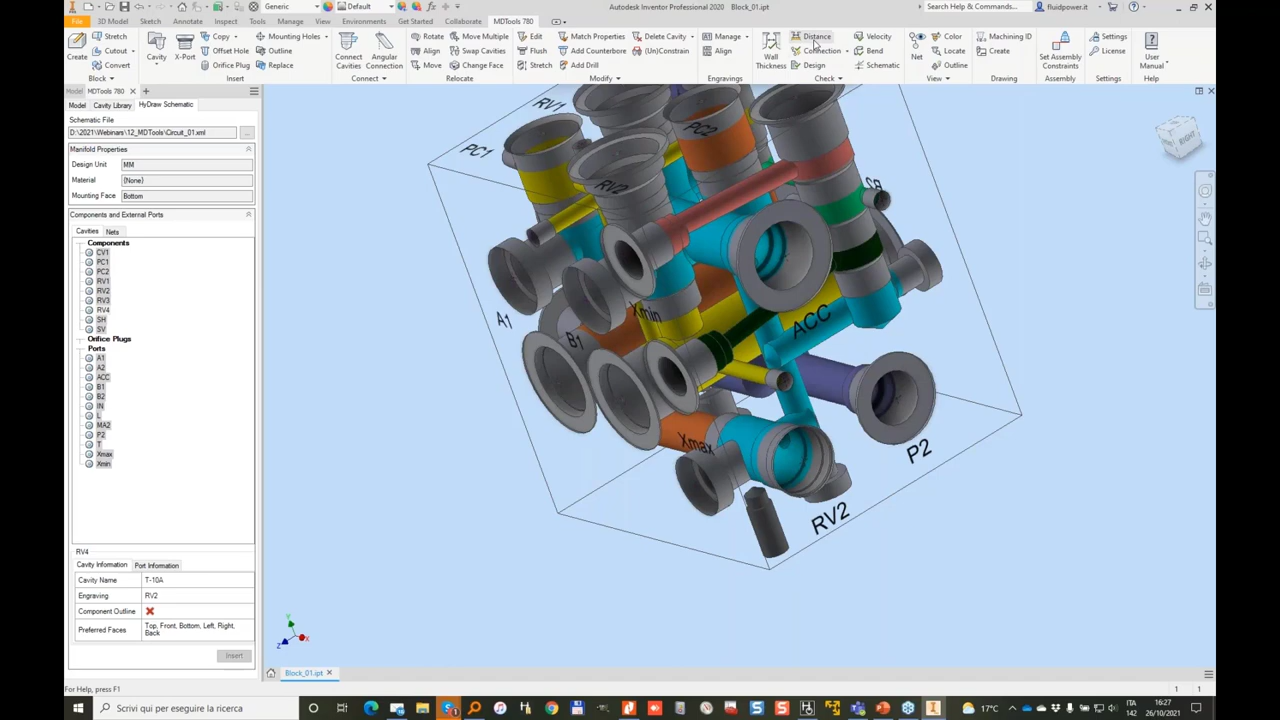 Generic
Default
Autodesk Inventor Professional 2020 Block_01.ipt
Search Help & Commands...
fluidpower.it
File
3D Model
Sketch
Annotate
Inspect
Tools
Manage
View
Environments
Get Started
Collaborate
MDTools 780
Create
Stretch
Cutout
Convert
Block
Cavity
X-Port
Copy
Offset Hole
Orifice Plug
Mounting Holes
Outline
Replace
Insert
Connect Cavities
Angular Connection
Connect
Rotate
Align
Move
Move Multiple
Swap Cavities
Change Face
Relocate
Edit
Flush
Stretch
Match Properties
Add Counterbore
Add Drill
Delete Cavity
(Un)Constrain
Modify
Manage
Align
Engravings
Wall Thickness
Distance
Connection
Design
Velocity
Bend
Schematic
Check
Net
Color
Locate
Outline
View
Machining ID
Create
Drawing
Set Assembly Constraints
Assembly
Settings
License
Settings
User Manual
Help
Model
MDTools 780
Model
Cavity Library
HyDraw Schematic
Schematic File
D:\2021\Webinars\12_MDTools\Circuit_01.xml
...
Manifold Properties
Design Unit
MM
Material
{None}
Mounting Face
Bottom
Components and External Ports
Cavities
Nets
Components
CV1
PC1
PC2
RV1
RV2
RV3
RV4
SH
SV
Orifice Plugs
Ports
A1
A2
ACC
B1
B2
IN
L
MA2
P2
T
Xmax
Xmin
RV4
Cavity Information
Port Information
Cavity Name
T-10A
Engraving
RV2
Component Outline
Preferred Faces
Top, Front, Bottom, Left, Right, Back
Insert
RV1
PC1
PC2
RV2
A1
B1
Xmin
ACC
Xmax
P2
RV2
RIGHT
Y
Z
X
Block_01.ipt
For Help, press F1
1
1
Scrivi qui per eseguire la ricerca
17°C
ITA
142
16:27
26/10/2021